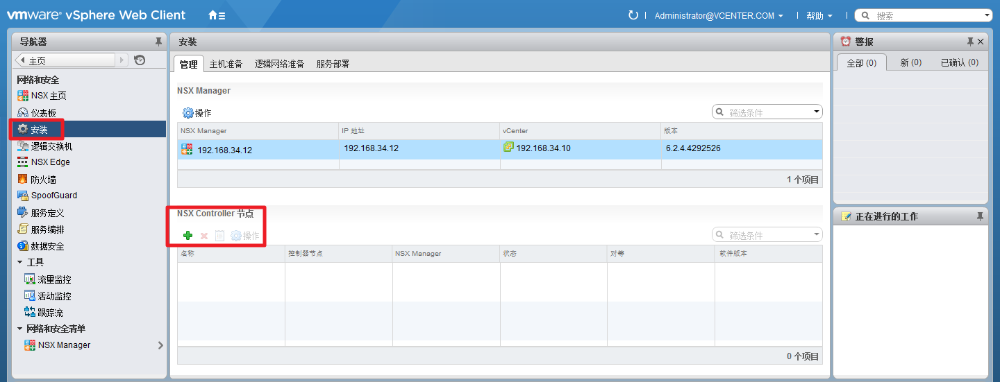 vmware® vSphere Web Client
Administrator@VCENTER.COM
帮助
搜索
导航器
主页
网络和安全
NSX 主页
仪表板
安装
逻辑交换机
NSX Edge
防火墙
SpoofGuard
服务定义
服务编排
数据安全
工具
流量监控
活动监控
跟踪流
网络和安全清单
NSX Manager
安装
管理 主机准备 逻辑网络准备 服务部署
NSX Manager
操作 筛选条件
NSX Manager IP 地址 vCenter 版本
192.168.34.12 192.168.34.12 192.168.34.10 6.2.4.4292526
1 个项目
NSX Controller 节点
操作 筛选条件
名称 控制器节点 NSX Manager 状态 对等 软件版本
0 个项目
警报
全部 (0) 新 (0) 已确认 (0)
正在进行的工作